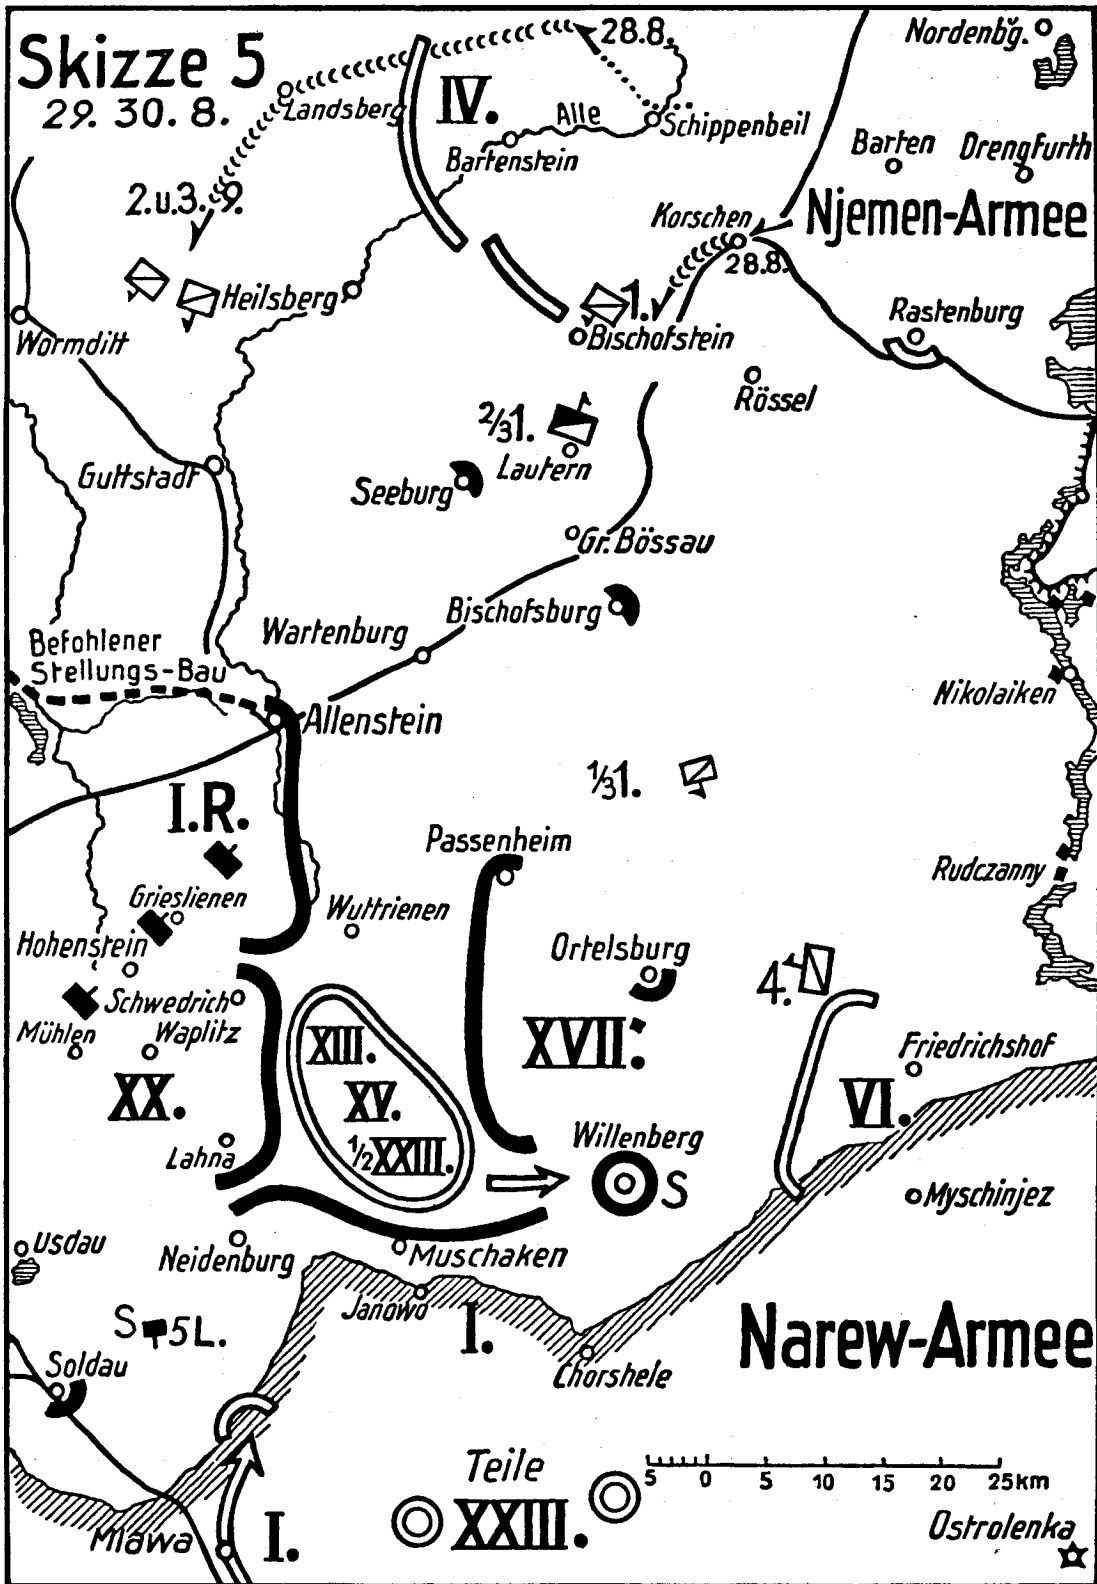 Skizze 5
29. 30. 8.
28.8.
Nordenbg.
Landsberg
IV.
Alle
Schippenbeil
Bartenstein
Barten
Drengfurth
2.u.3. 9.
Korschen
Njemen-Armee
28.8.
Heilsberg
1.
Rastenburg
Wormditt
Bischofstein
Rössel
⅔1.
Lautern
Guttstadt
Seeburg
Gr. Bössau
Bischofsburg
Wartenburg
Befohlener
Stellungs-Bau
Nikolaiken
Allenstein
⅓1.
I.R.
Passenheim
Rudczanny
Grieslienen
Wuttrienen
Hohenstein
Ortelsburg
4.
Schwedrich
Mühlen
Waplitz
XIII.
XVII.
Friedrichshof
XX.
XV.
VI.
Lahna
½XXIII.
Willenberg
S
Myschinjez
Usdau
Neidenburg
Muschaken
Janowo
I.
S 5L.
Narew-Armee
Soldau
Chorshele
Teile
XXIII.
5 0 5 10 15 20 25km
Mlawa
I.
Ostrolenka